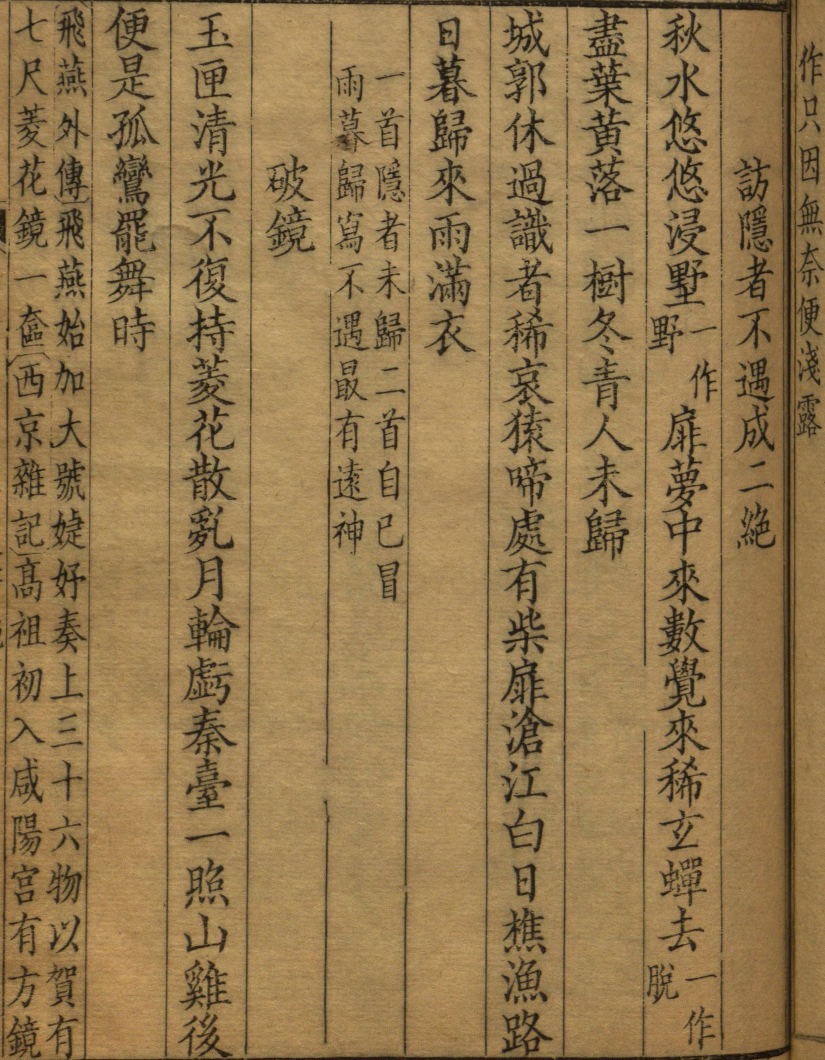 作只因無奈便淺露
訪隱者不遇成二絶
秋水悠悠浸墅一作野扉夢中來數覺來稀玄蟬去一作脫
盡葉黄落一樹冬青人未歸
城郭休過識者稀哀猿啼處有柴扉滄江白日樵漁路
日暮歸來雨滿衣
一首隱者未歸二首自己冒
雨暮歸寫不遇最有遠神
破鏡
玉匣清光不復持菱花散亂月輪虧秦臺一照山雞後
便是孤鸞罷舞時
飛燕外傳飛燕始加大號婕妤奏上三十六物以賀有
七尺菱花鏡一奩西京雜記高祖初入咸陽宫有方鏡